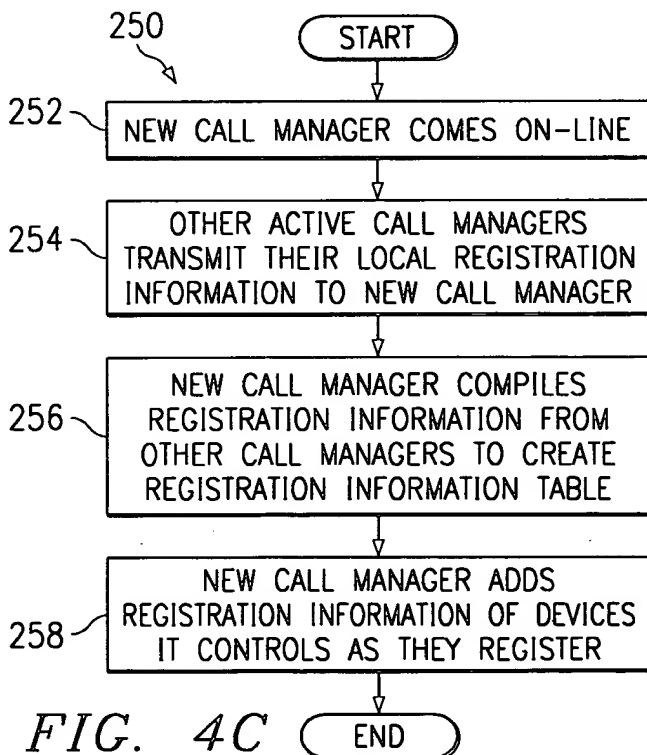 250
START
252
NEW CALL MANAGER COMES ON-LINE
254
OTHER ACTIVE CALL MANAGERS
TRANSMIT THEIR LOCAL REGISTRATION
INFORMATION TO NEW CALL MANAGER
256
NEW CALL MANAGER COMPILES
REGISTRATION INFORMATION FROM
OTHER CALL MANAGERS TO CREATE
REGISTRATION INFORMATION TABLE
258
NEW CALL MANAGER ADDS
REGISTRATION INFORMATION OF DEVICES
IT CONTROLS AS THEY REGISTER
FIG. 4C
END